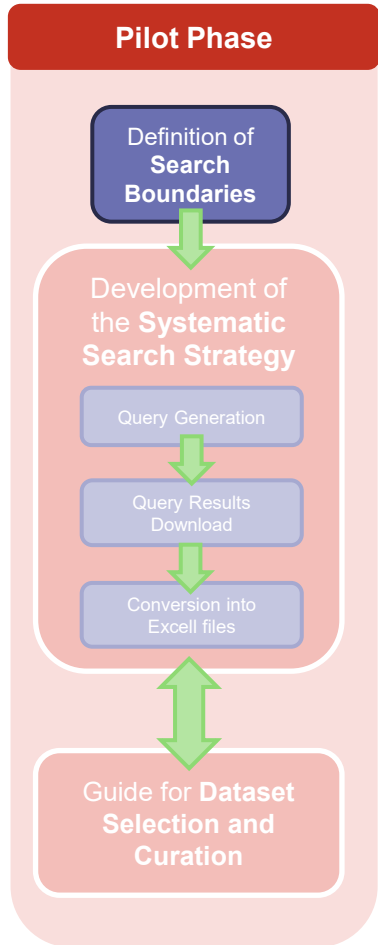 Pilot Phase
Definition of
Search
Boundaries
Development of
the Systematic
Search Strategy
Query Generation
Query Results
Download
Conversion into
Excell files
Guide for Dataset
Selection and
Curation